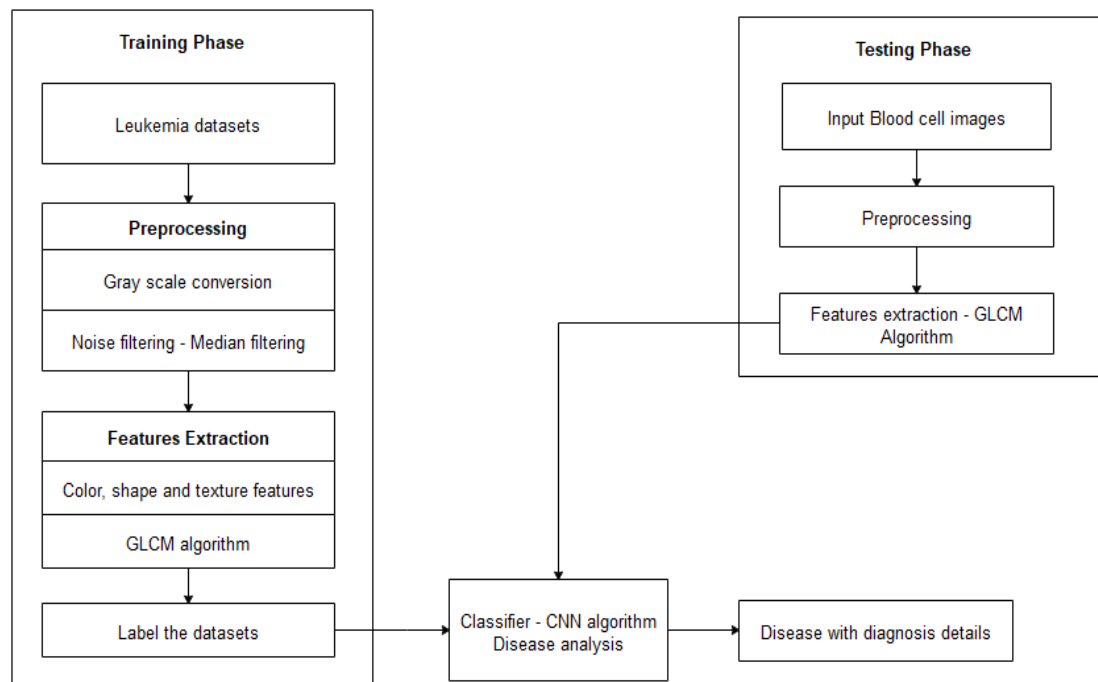 Training Phase
Leukemia datasets
Preprocessing
Gray scale conversion
Noise filtering - Median filtering
Features Extraction
Color, shape and texture features
GLCM algorithm
Label the datasets
Testing Phase
Input Blood cell images
Preprocessing
Features extraction - GLCM
Algorithm
Classifier - CNN algorithm
Disease analysis
Disease with diagnosis details